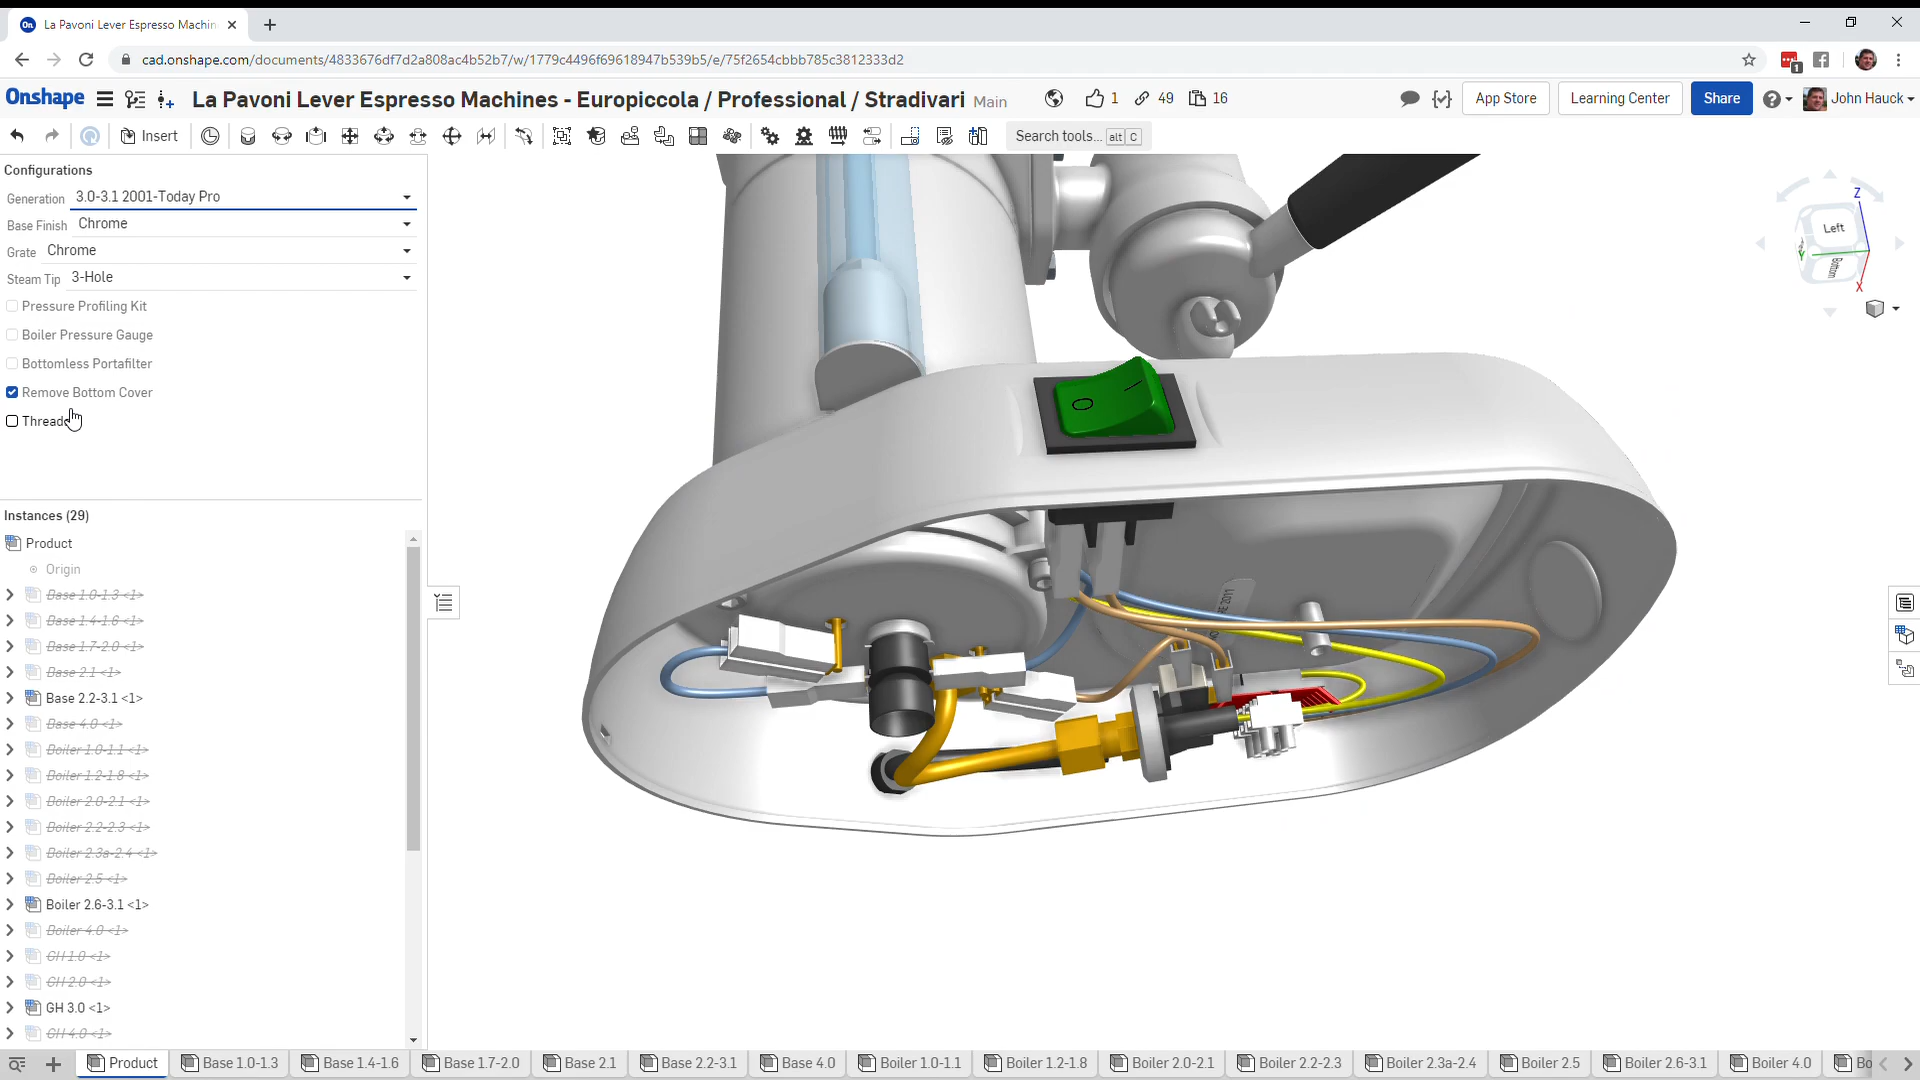 La Pavoni Lever Espresso Machin
cad.onshape.com/documents/4833676df7d2a808ac4b52b7/w/1779c4496f69618947b539b5/e/75f2654cbbb785c3812333d2
1
Onshape
La Pavoni Lever Espresso Machines - Europiccola / Professional / Stradivari Main
1
49
16
App Store
Learning Center
Share
John Hauck
Insert
Search tools... alt C
Configurations
Generation 3.0-3.1 2001-Today Pro
Base Finish Chrome
Grate Chrome
Steam Tip 3-Hole
Pressure Profiling Kit
Boiler Pressure Gauge
Bottomless Portafilter
Remove Bottom Cover
Thread
Z
Left
Bottom
X
Instances (29)
Product
Origin
Base 1.0-1.3 <1>
Base 1.4-1.6 <1>
Base 1.7-2.0 <1>
Base 2.1 <1>
Base 2.2-3.1 <1>
Base 4.0 <1>
Boiler 1.0-1.1 <1>
Boiler 1.2-1.8 <1>
Boiler 2.0-2.1 <1>
Boiler 2.2-2.3 <1>
Boiler 2.3a-2.4 <1>
Boiler 2.5 <1>
Boiler 2.6-3.1 <1>
Boiler 4.0 <1>
GH 1.0 <1>
GH 2.0 <1>
GH 3.0 <1>
GH 4.0 <1>
Product
Base 1.0-1.3
Base 1.4-1.6
Base 1.7-2.0
Base 2.1
Base 2.2-3.1
Base 4.0
Boiler 1.0-1.1
Boiler 1.2-1.8
Boiler 2.0-2.1
Boiler 2.2-2.3
Boiler 2.3a-2.4
Boiler 2.5
Boiler 2.6-3.1
Boiler 4.0
Bo